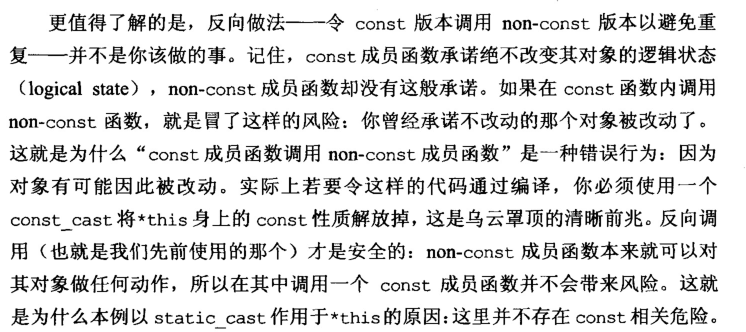 更值得了解的是，反向做法——令 const 版本调用 non-const 版本以避免重
复——并不是你该做的事。记住，const 成员函数承诺绝不改变其对象的逻辑状态
（logical state），non-const 成员函数却没有这般承诺。如果在 const 函数内调用
non-const 函数，就是冒了这样的风险：你曾经承诺不改动的那个对象被改动了。
这就是为什么“const 成员函数调用 non-const 成员函数”是一种错误行为：因为
对象有可能因此被改动。实际上若要令这样的代码通过编译，你必须使用一个
const_cast 将*this 身上的 const 性质解放掉，这是乌云罩顶的清晰前兆。反向调
用（也就是我们先前使用的那个）才是安全的：non-const 成员函数本来就可以对
其对象做任何动作，所以在其中调用一个 const 成员函数并不会带来风险。这就
是为什么本例以 static_cast 作用于*this 的原因：这里并不存在 const 相关危险。